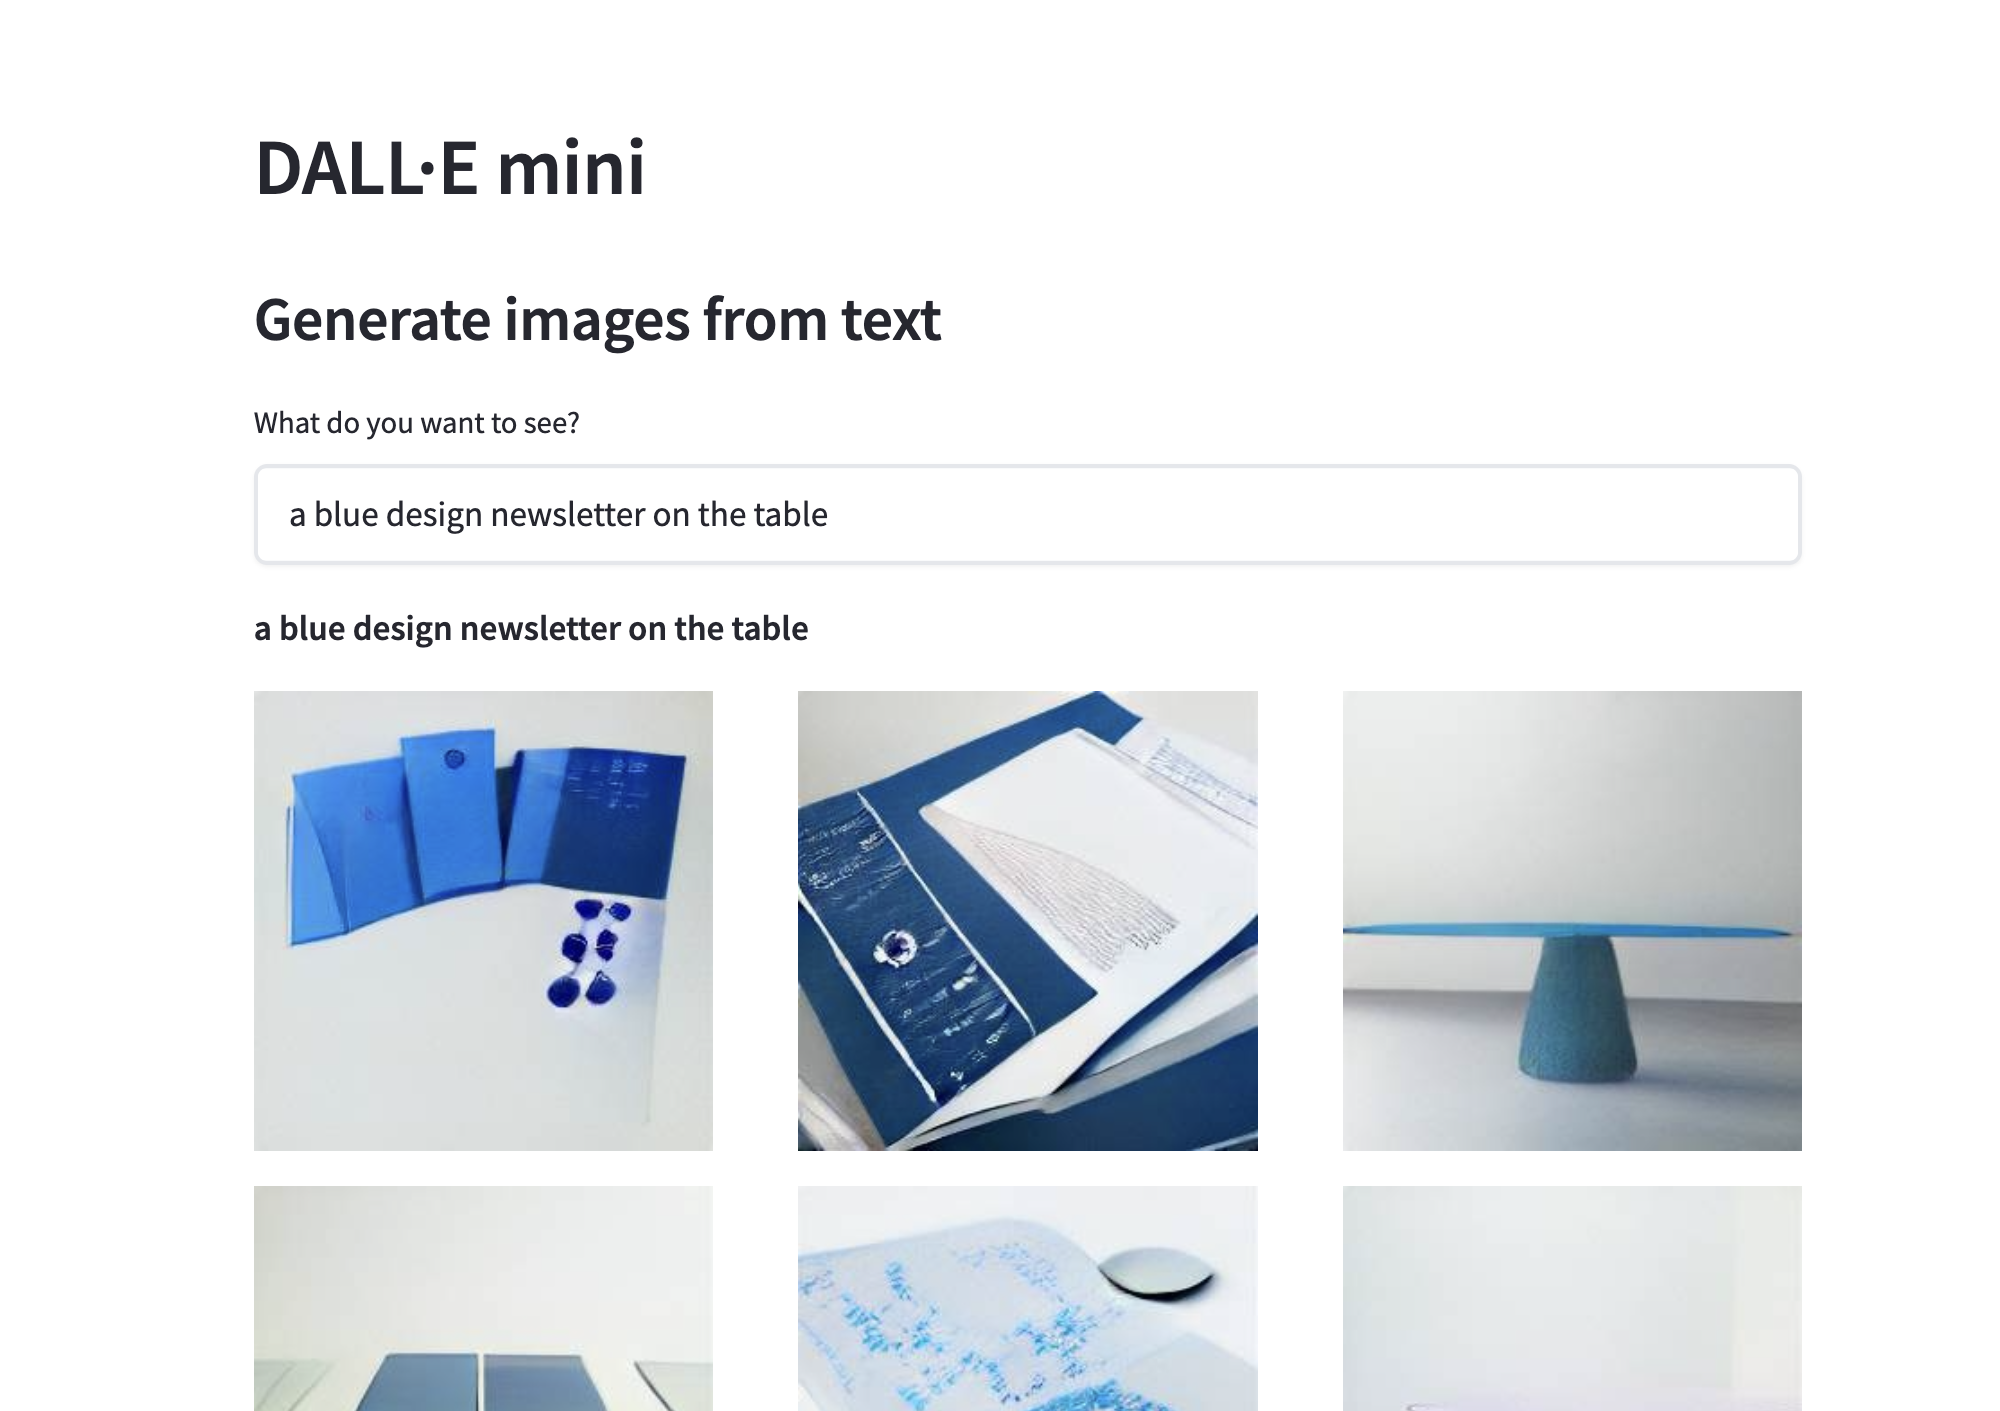 DALL·E mini
Generate images from text
What do you want to see?
a blue design newsletter on the table
a blue design newsletter on the table